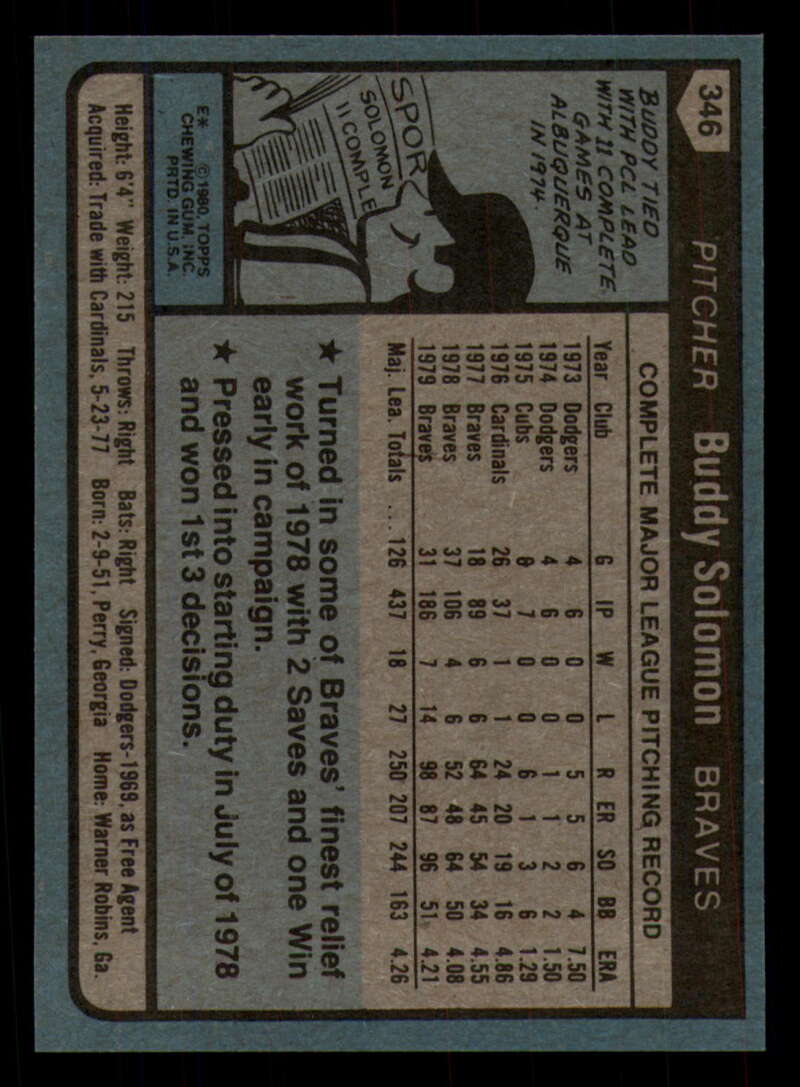 346 PITCHER Buddy Solomon BRAVES
BUDDY TIED
WITH PCL LEAD
WITH 11 COMPLETE
GAMES AT
ALBUQUERQUE
IN 1974.
SPOR
SOLOMON
11 COMPLE
E* © 1980, TOPPS
CHEWING GUM, INC.
PRTD. IN U.S.A.
COMPLETE MAJOR LEAGUE PITCHING RECORD
Year Club G IP W L R ER SO BB ERA
1973 Dodgers 4 6 0 0 5 5 6 4 7.50
1974 Dodgers 4 6 0 0 1 1 2 2 1.50
1975 Cubs 6 7 0 0 6 1 3 6 1.29
1976 Cardinals 26 37 1 1 24 20 19 16 4.86
1977 Braves 18 89 6 6 64 45 54 34 4.55
1978 Braves 37 106 4 6 52 48 64 50 4.08
1979 Braves 31 186 7 14 98 87 96 51 4.21
Maj. Lea. Totals .... 126 437 18 27 250 207 244 163 4.26
★ Turned in some of Braves' finest relief
work of 1978 with 2 Saves and one Win
early in campaign.
★ Pressed into starting duty in July of 1978
and won 1st 3 decisions.
Height: 6'4" Weight: 215 Throws: Right Bats: Right Signed: Dodgers-1969, as Free Agent
Acquired: Trade with Cardinals, 5-23-77 Born: 2-9-51, Perry, Georgia Home: Warner Robins, Ga.